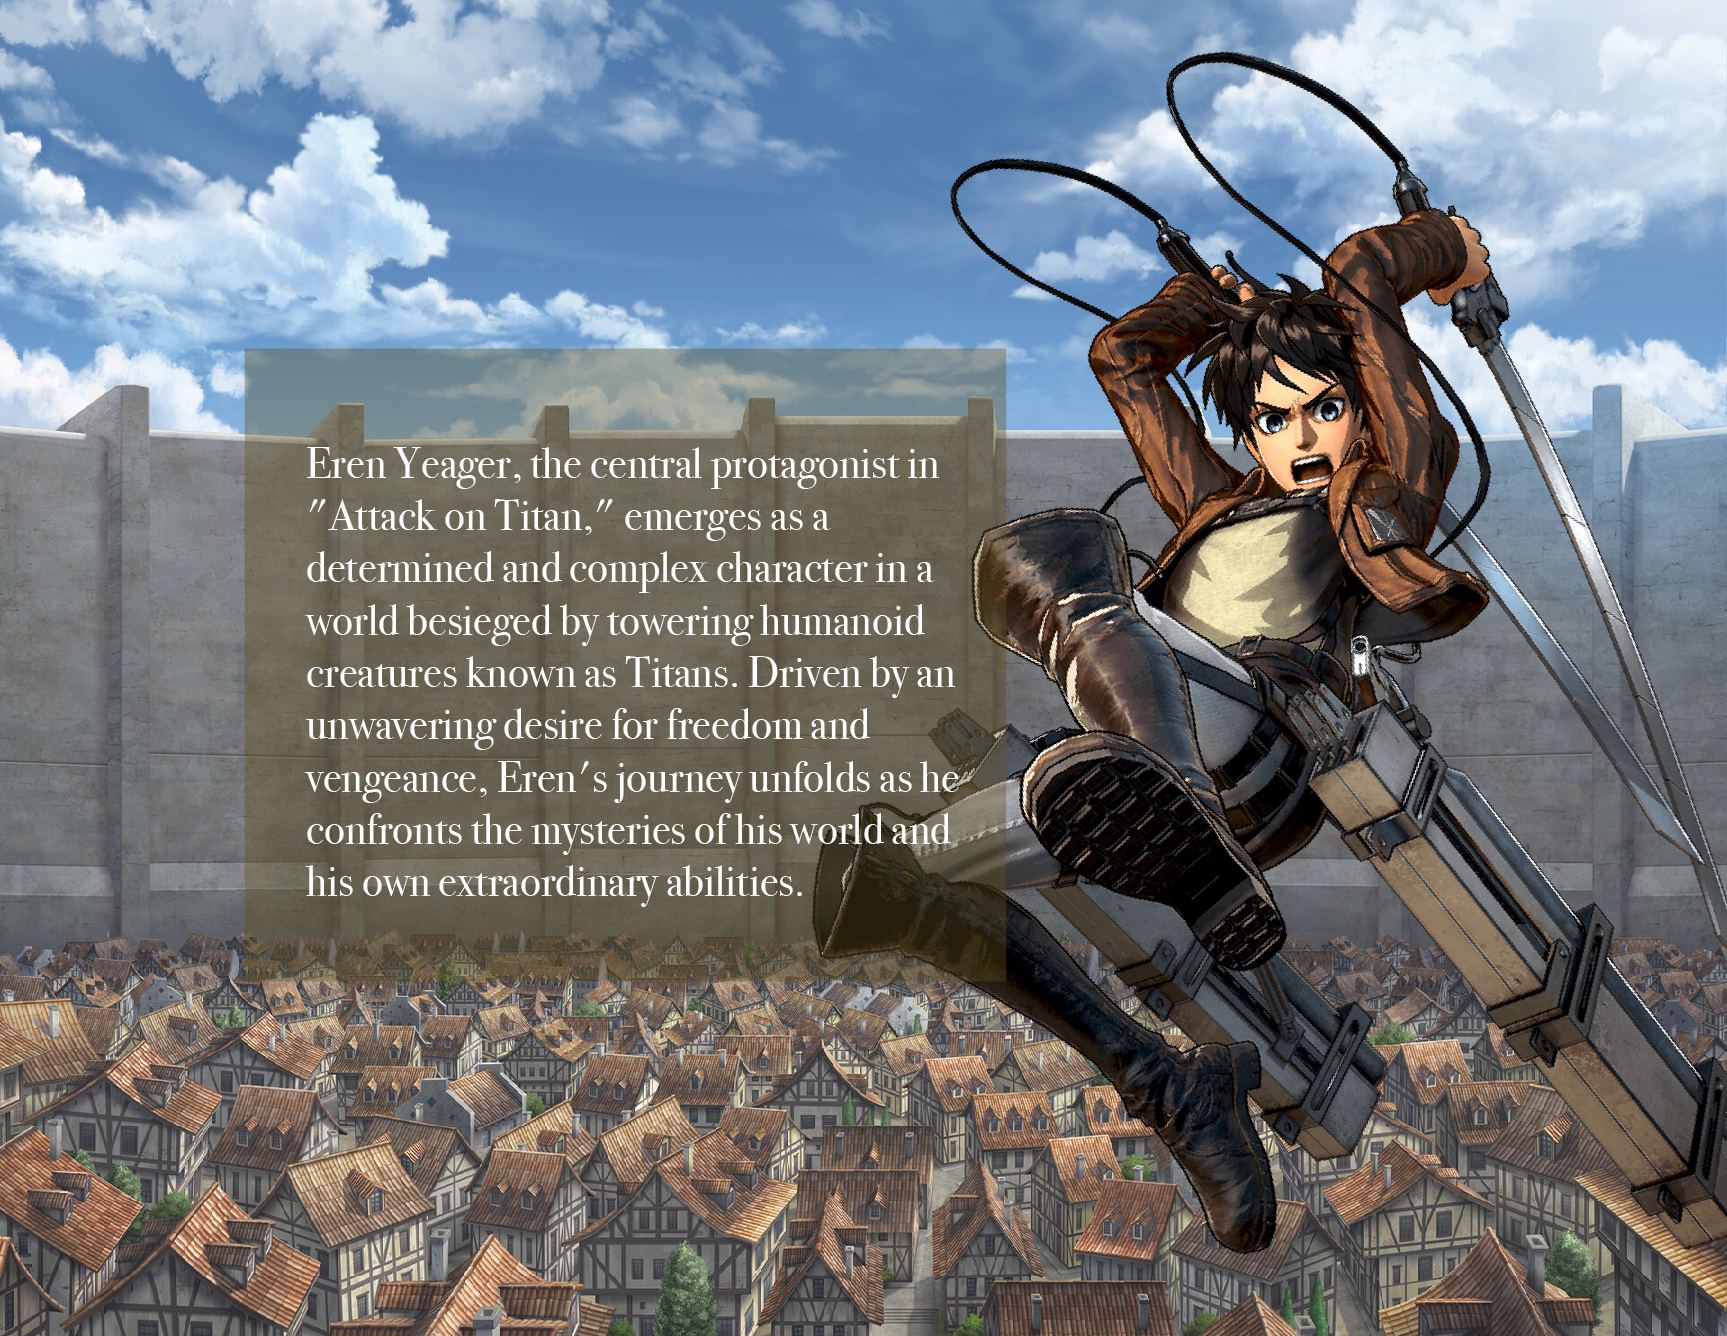 Eren Yeager, the central protagonist in
"Attack on Titan," emerges as a
determined and complex character in a
world besieged by towering humanoid
creatures known as Titans. Driven by an
unwavering desire for freedom and
vengeance, Eren's journey unfolds as he
confronts the mysteries of his world and
his own extraordinary abilities.